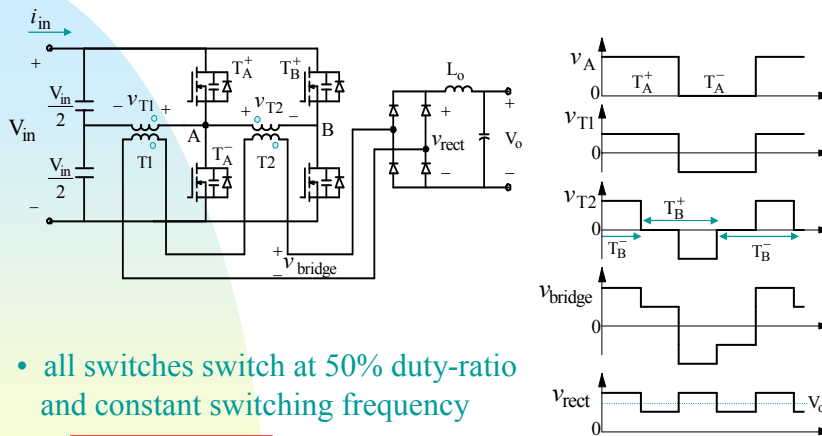 i_in
+
V_in/2
V_in
V_in/2
−
− v_T1 +
T1
A
T_A^+
T_B^+
+ v_T2 −
T2
B
T_A^-
+
v_bridge
−
L_o
+
v_rect
−
+
V_o
−
v_A
0
T_A^+
T_A^-
v_T1
0
v_T2
0
T_B^+
T_B^-
T_B^-
v_bridge
0
v_rect
0
V_o
• all switches switch at 50% duty-ratio
and constant switching frequency